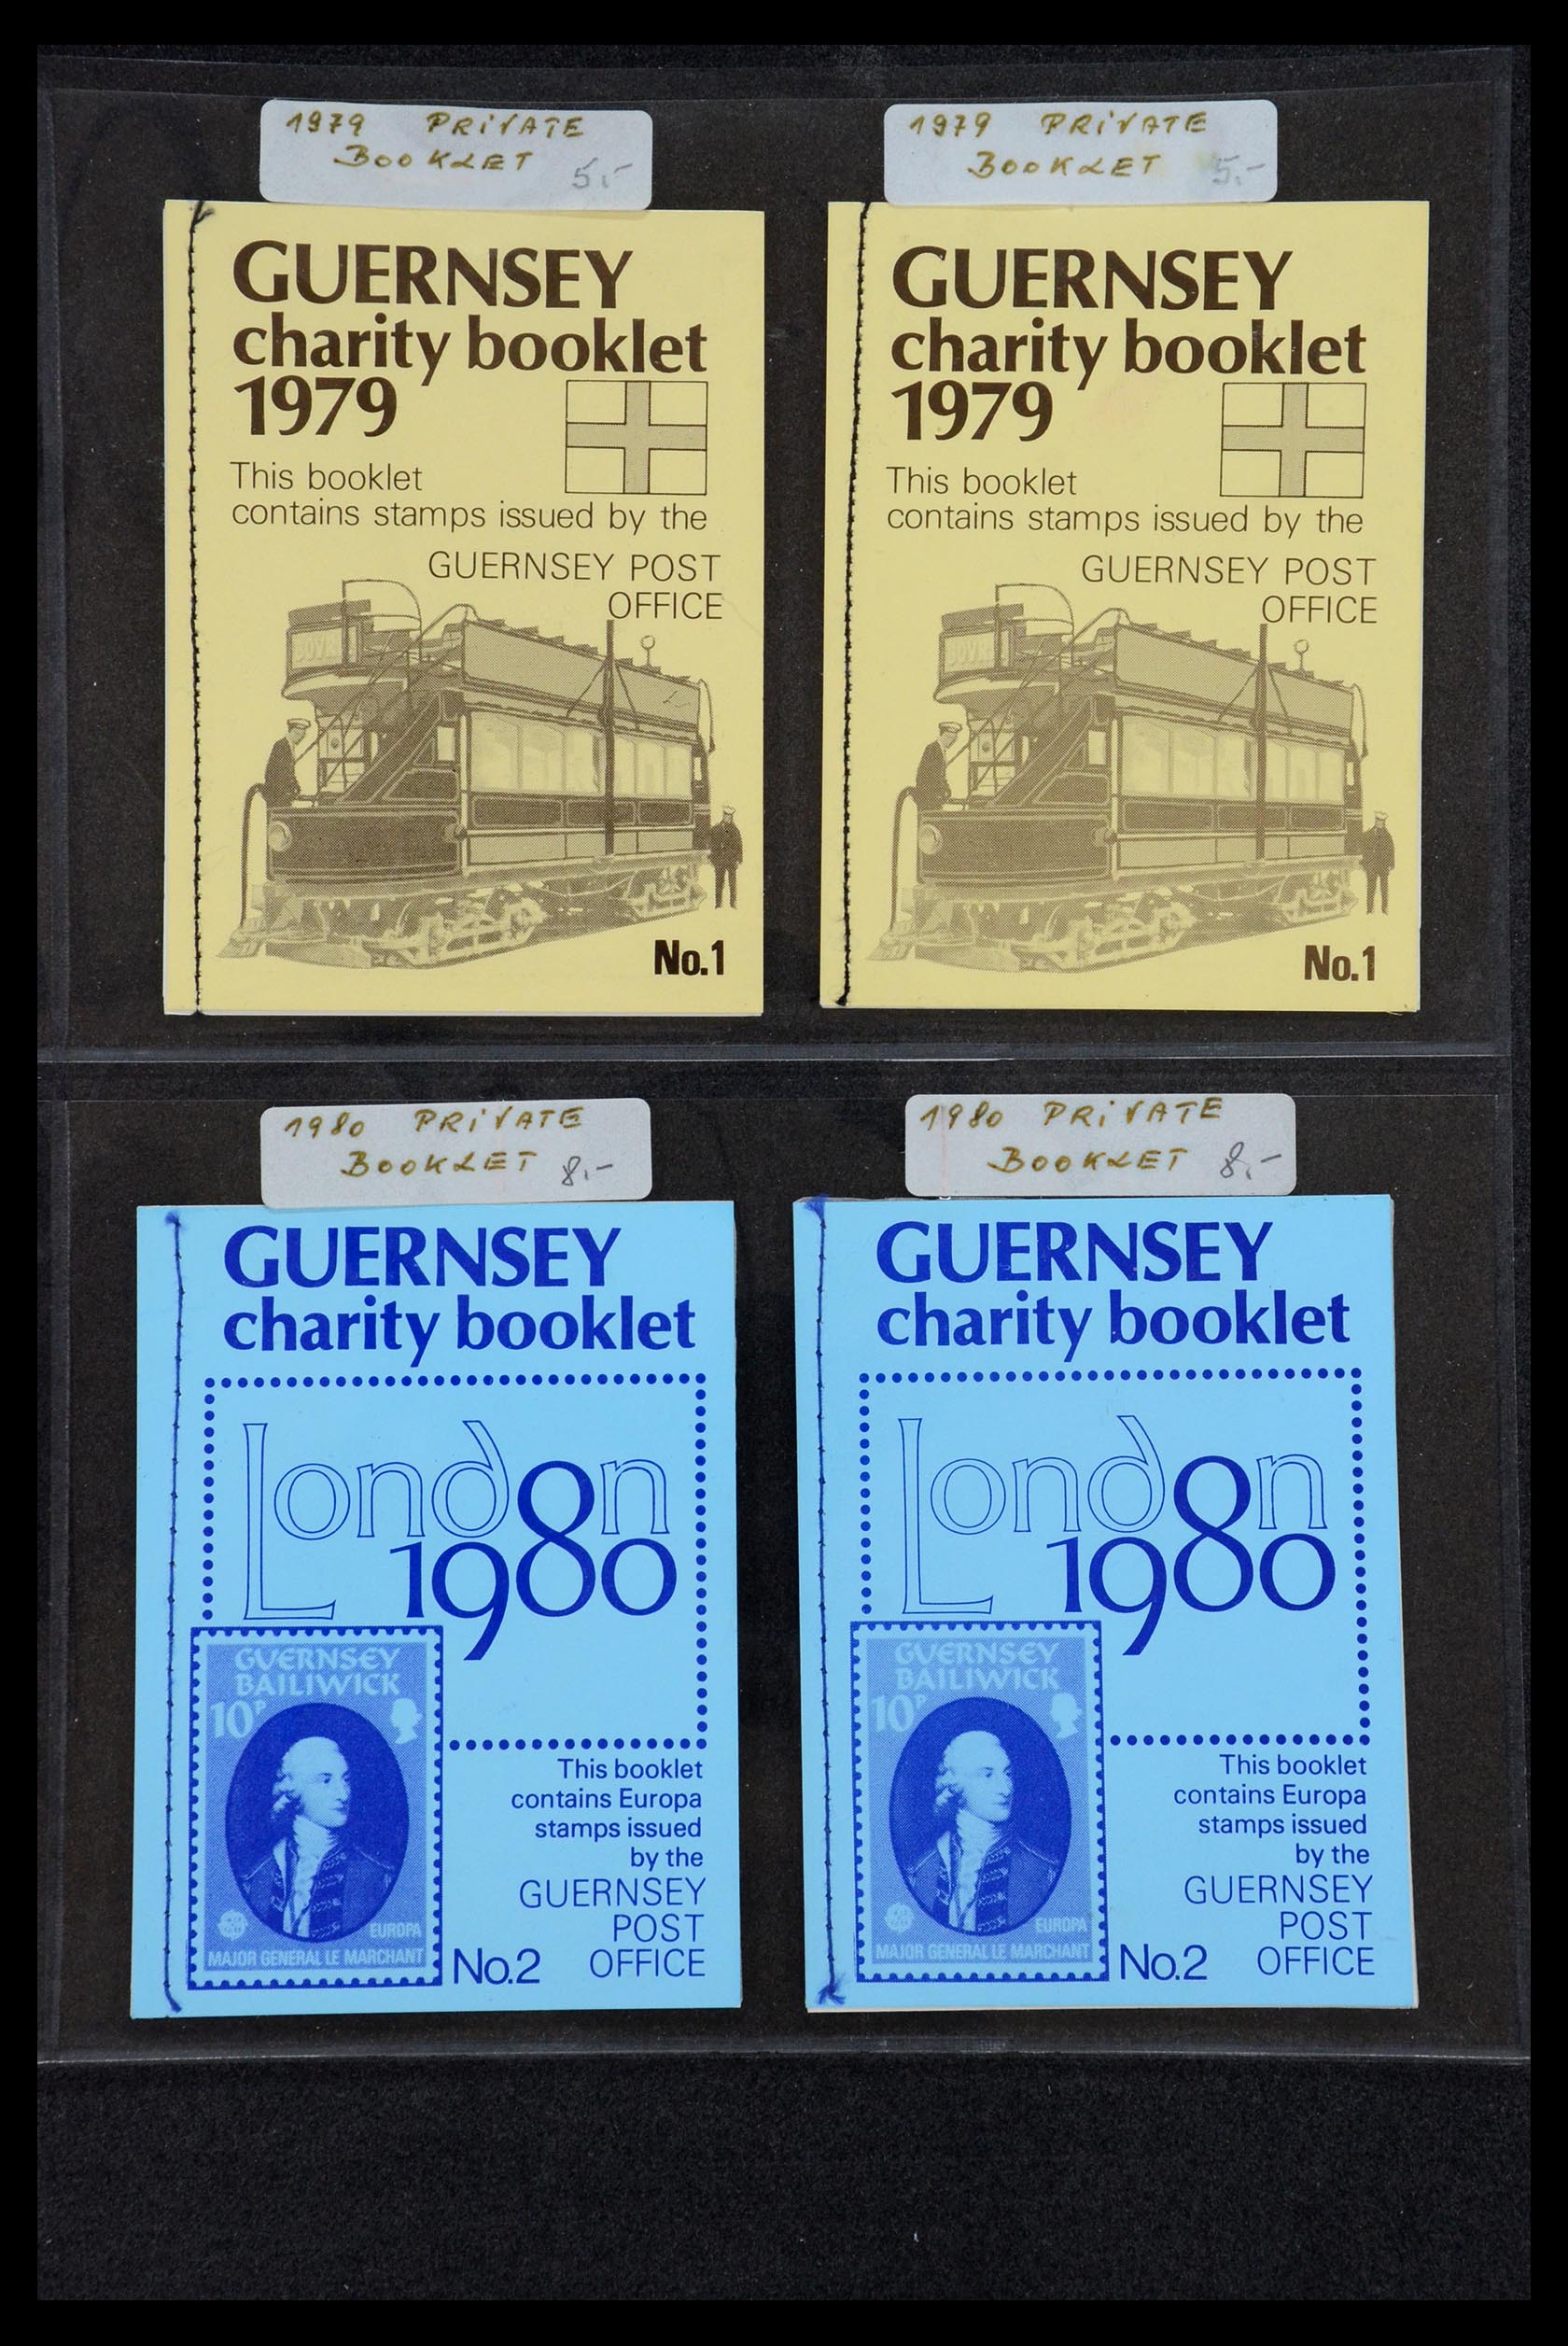 1979 PRIVATE
BOOKLET 5,-
GUERNSEY
charity booklet
1979
This booklet
contains stamps issued by the
GUERNSEY POST
OFFICE
BOVRI
No.1
1979 PRIVATE
BOOKLET 5,-
GUERNSEY
charity booklet
1979
This booklet
contains stamps issued by the
GUERNSEY POST
OFFICE
BOVRI
No.1
1980 PRIVATE
BOOKLET 8,-
GUERNSEY
charity booklet
London
1980
GUERNSEY
BAILIWICK
10P
EUROPA
MAJOR GENERAL LE MARCHANT
This booklet
contains Europa
stamps issued
by the
GUERNSEY
POST
OFFICE
No.2
1980 PRIVATE
BOOKLET 8,-
GUERNSEY
charity booklet
London
1980
GUERNSEY
BAILIWICK
10P
EUROPA
MAJOR GENERAL LE MARCHANT
This booklet
contains Europa
stamps issued
by the
GUERNSEY
POST
OFFICE
No.2